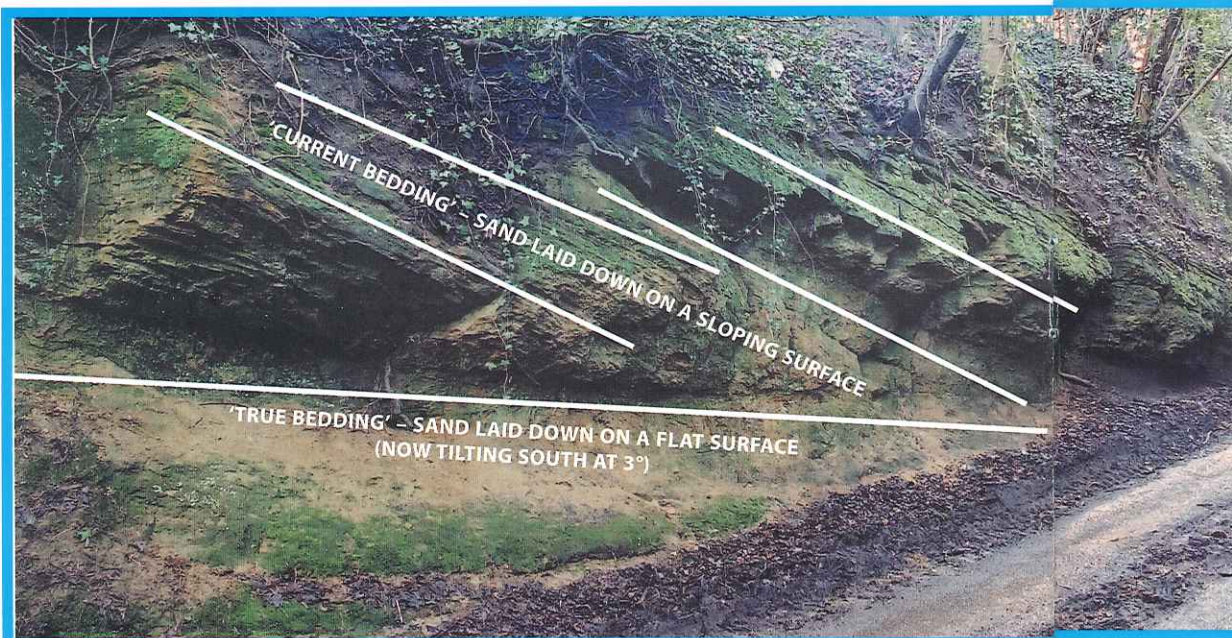 'CURRENT BEDDING' – SAND LAID DOWN ON A SLOPING SURFACE
'TRUE BEDDING' – SAND LAID DOWN ON A FLAT SURFACE
(NOW TILTING SOUTH AT 3°)